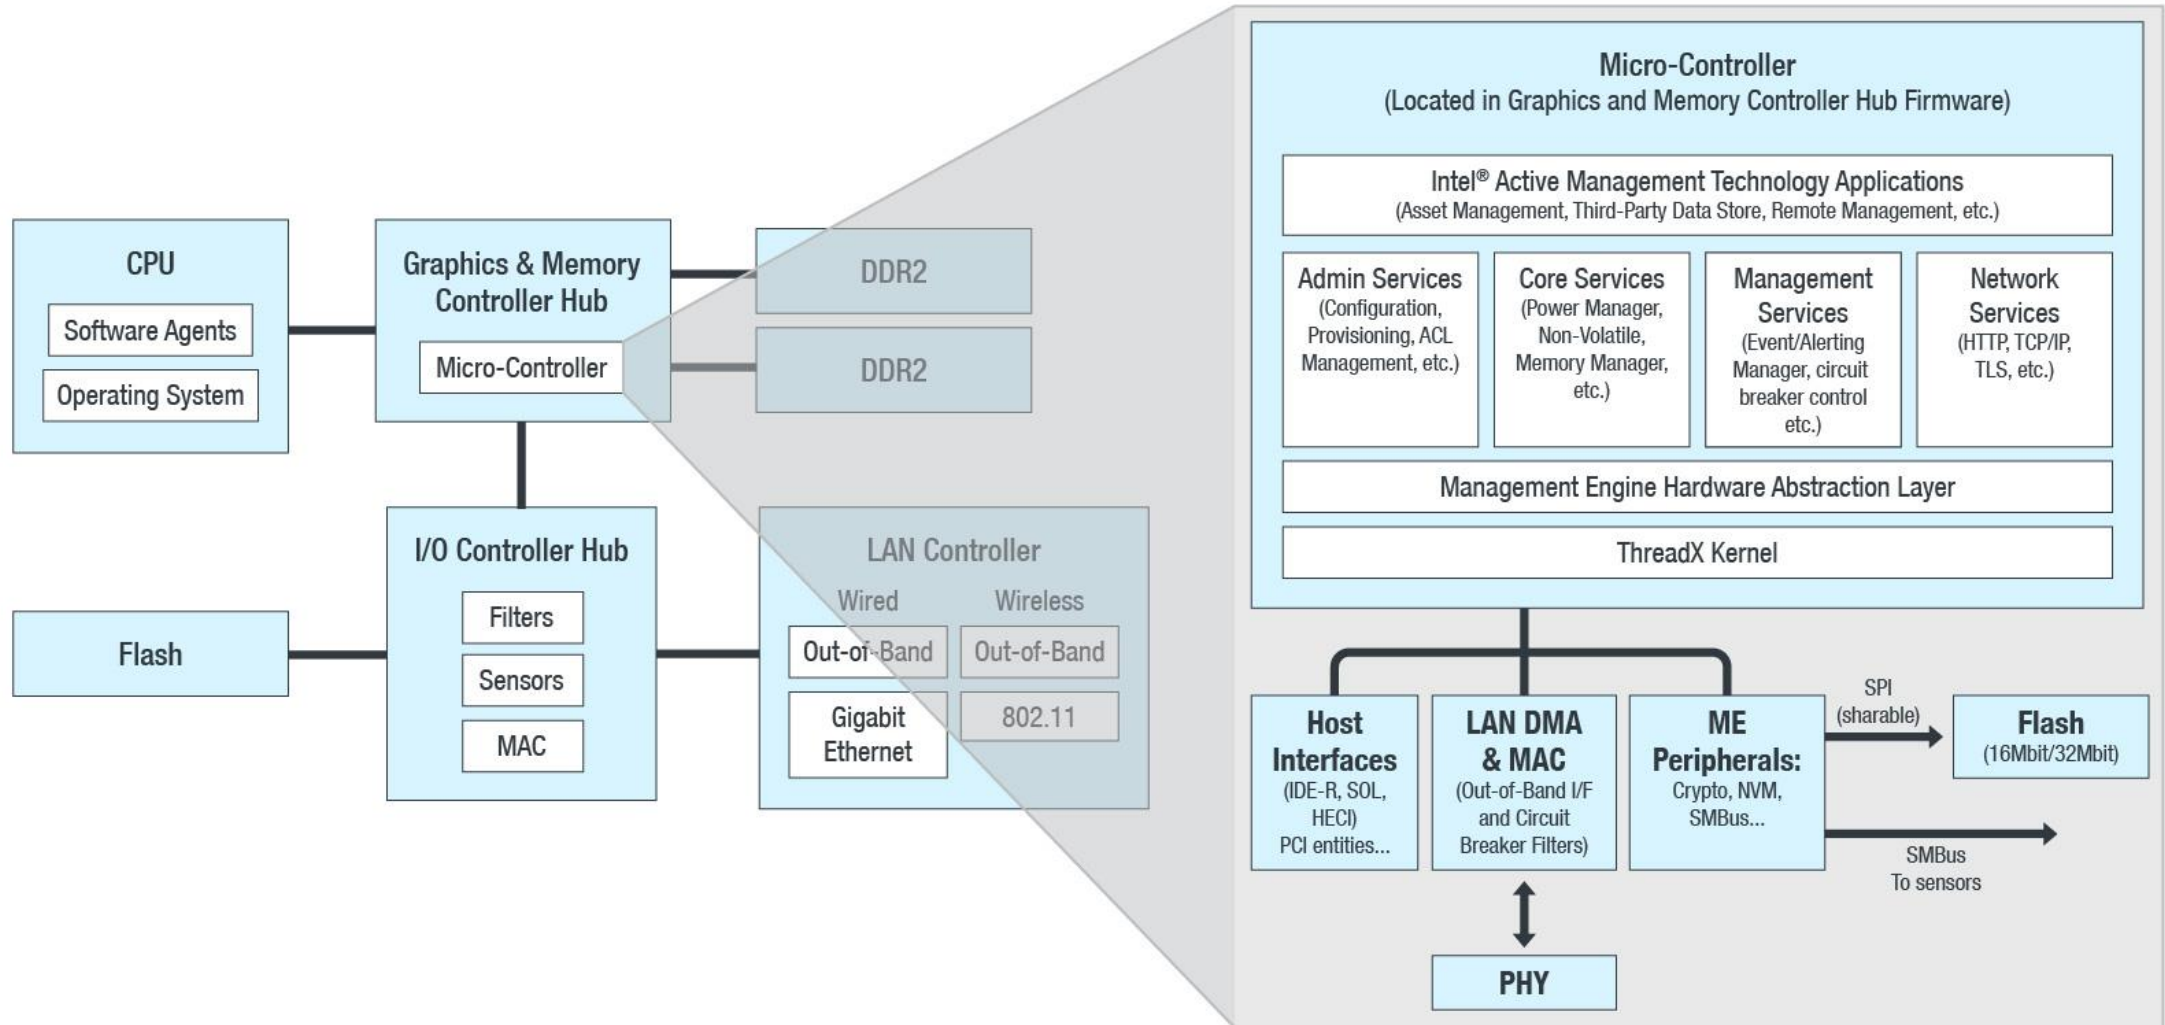 CPU
Software Agents
Operating System
Graphics & Memory
Controller Hub
Micro-Controller
DDR2
DDR2
I/O Controller Hub
Filters
Sensors
MAC
Flash
LAN Controller
Wired
Wireless
Out-of-Band
Out-of-Band
Gigabit
Ethernet
802.11
Micro-Controller
(Located in Graphics and Memory Controller Hub Firmware)
Intel® Active Management Technology Applications
(Asset Management, Third-Party Data Store, Remote Management, etc.)
Admin Services
(Configuration,
Provisioning, ACL
Management, etc.)
Core Services
(Power Manager,
Non-Volatile,
Memory Manager,
etc.)
Management
Services
(Event/Alerting
Manager, circuit
breaker control
etc.)
Network
Services
(HTTP, TCP/IP,
TLS, etc.)
Management Engine Hardware Abstraction Layer
ThreadX Kernel
Host
Interfaces
(IDE-R, SOL,
HECI)
PCI entities...
LAN DMA
& MAC
(Out-of-Band I/F
and Circuit
Breaker Filters)
ME
Peripherals:
Crypto, NVM,
SMBus...
SPI
(sharable)
Flash
(16Mbit/32Mbit)
SMBus
To sensors
PHY